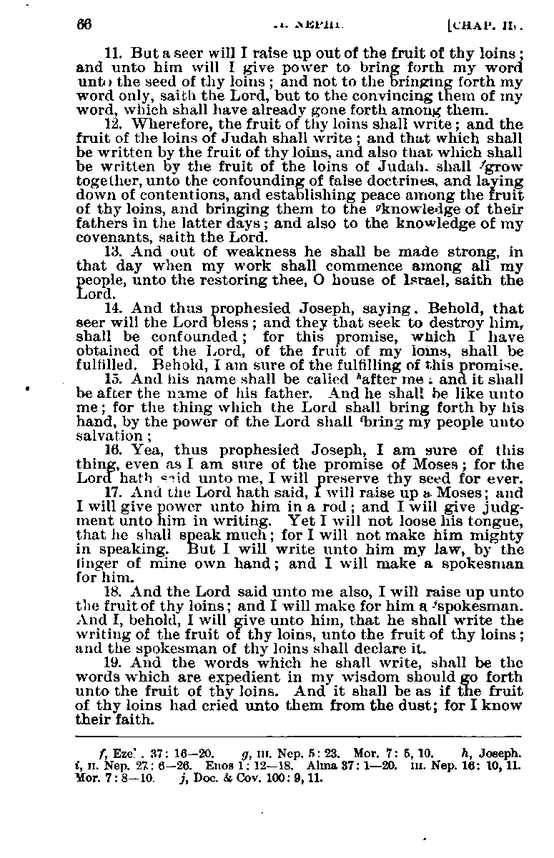 66 II. NEPHI. [CHAP. II.
11. But a seer will I raise up out of the fruit of thy loins;
and unto him will I give power to bring forth my word
unto the seed of thy loins; and not to the bringing forth my
word only, saith the Lord, but to the convincing them of my
word, which shall have already gone forth among them.
12. Wherefore, the fruit of thy loins shall write; and the
fruit of the loins of Judah shall write; and that which shall
be written by the fruit of thy loins, and also that which shall
be written by the fruit of the loins of Judah, shall fgrow
together, unto the confounding of false doctrines, and laying
down of contentions, and establishing peace among the fruit
of thy loins, and bringing them to the gknowledge of their
fathers in the latter days; and also to the knowledge of my
covenants, saith the Lord.
13. And out of weakness he shall be made strong, in
that day when my work shall commence among all my
people, unto the restoring thee, O house of Israel, saith the
Lord.
14. And thus prophesied Joseph, saying. Behold, that
seer will the Lord bless; and they that seek to destroy him,
shall be confounded; for this promise, which I have
obtained of the Lord, of the fruit of my loins, shall be
fulfilled. Behold, I am sure of the fulfilling of this promise.
15. And his name shall be called hafter me; and it shall
be after the name of his father. And he shall be like unto
me; for the thing which the Lord shall bring forth by his
hand, by the power of the Lord shall ibring my people unto
salvation;
16. Yea, thus prophesied Joseph, I am sure of this
thing, even as I am sure of the promise of Moses; for the
Lord hath said unto me, I will preserve thy seed for ever.
17. And the Lord hath said, I will raise up a Moses; and
I will give power unto him in a rod; and I will give judg-
ment unto him in writing. Yet I will not loose his tongue,
that he shall speak much; for I will not make him mighty
in speaking. But I will write unto him my law, by the
finger of mine own hand; and I will make a spokesman
for him.
18. And the Lord said unto me also, I will raise up unto
the fruit of thy loins; and I will make for him a jspokesman.
And I, behold, I will give unto him, that he shall write the
writing of the fruit of thy loins, unto the fruit of thy loins;
and the spokesman of thy loins shall declare it.
19. And the words which he shall write, shall be the
words which are expedient in my wisdom should go forth
unto the fruit of thy loins. And it shall be as if the fruit
of thy loins had cried unto them from the dust; for I know
their faith.
f, Ezek. 37: 16—20. g, III. Nep. 5: 23. Mor. 7: 5, 10. h, Joseph.
i, II. Nep. 27: 6—26. Enos 1: 12—18. Alma 37: 1—20. III. Nep. 16: 10, 11.
Mor. 7: 8—10. j, Doc. & Cov. 100: 9, 11.